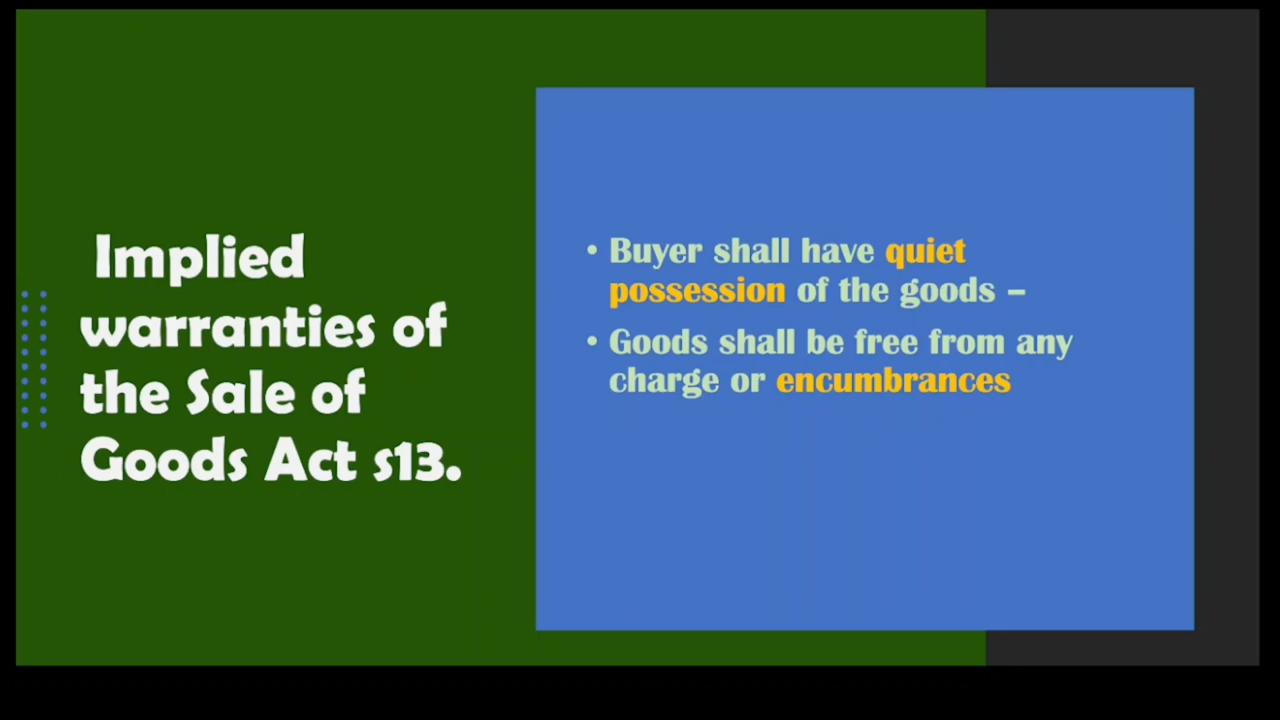 Implied
warranties of
the Sale of
Goods Act s13.
• Buyer shall have quiet
possession of the goods –
• Goods shall be free from any
charge or encumbrances